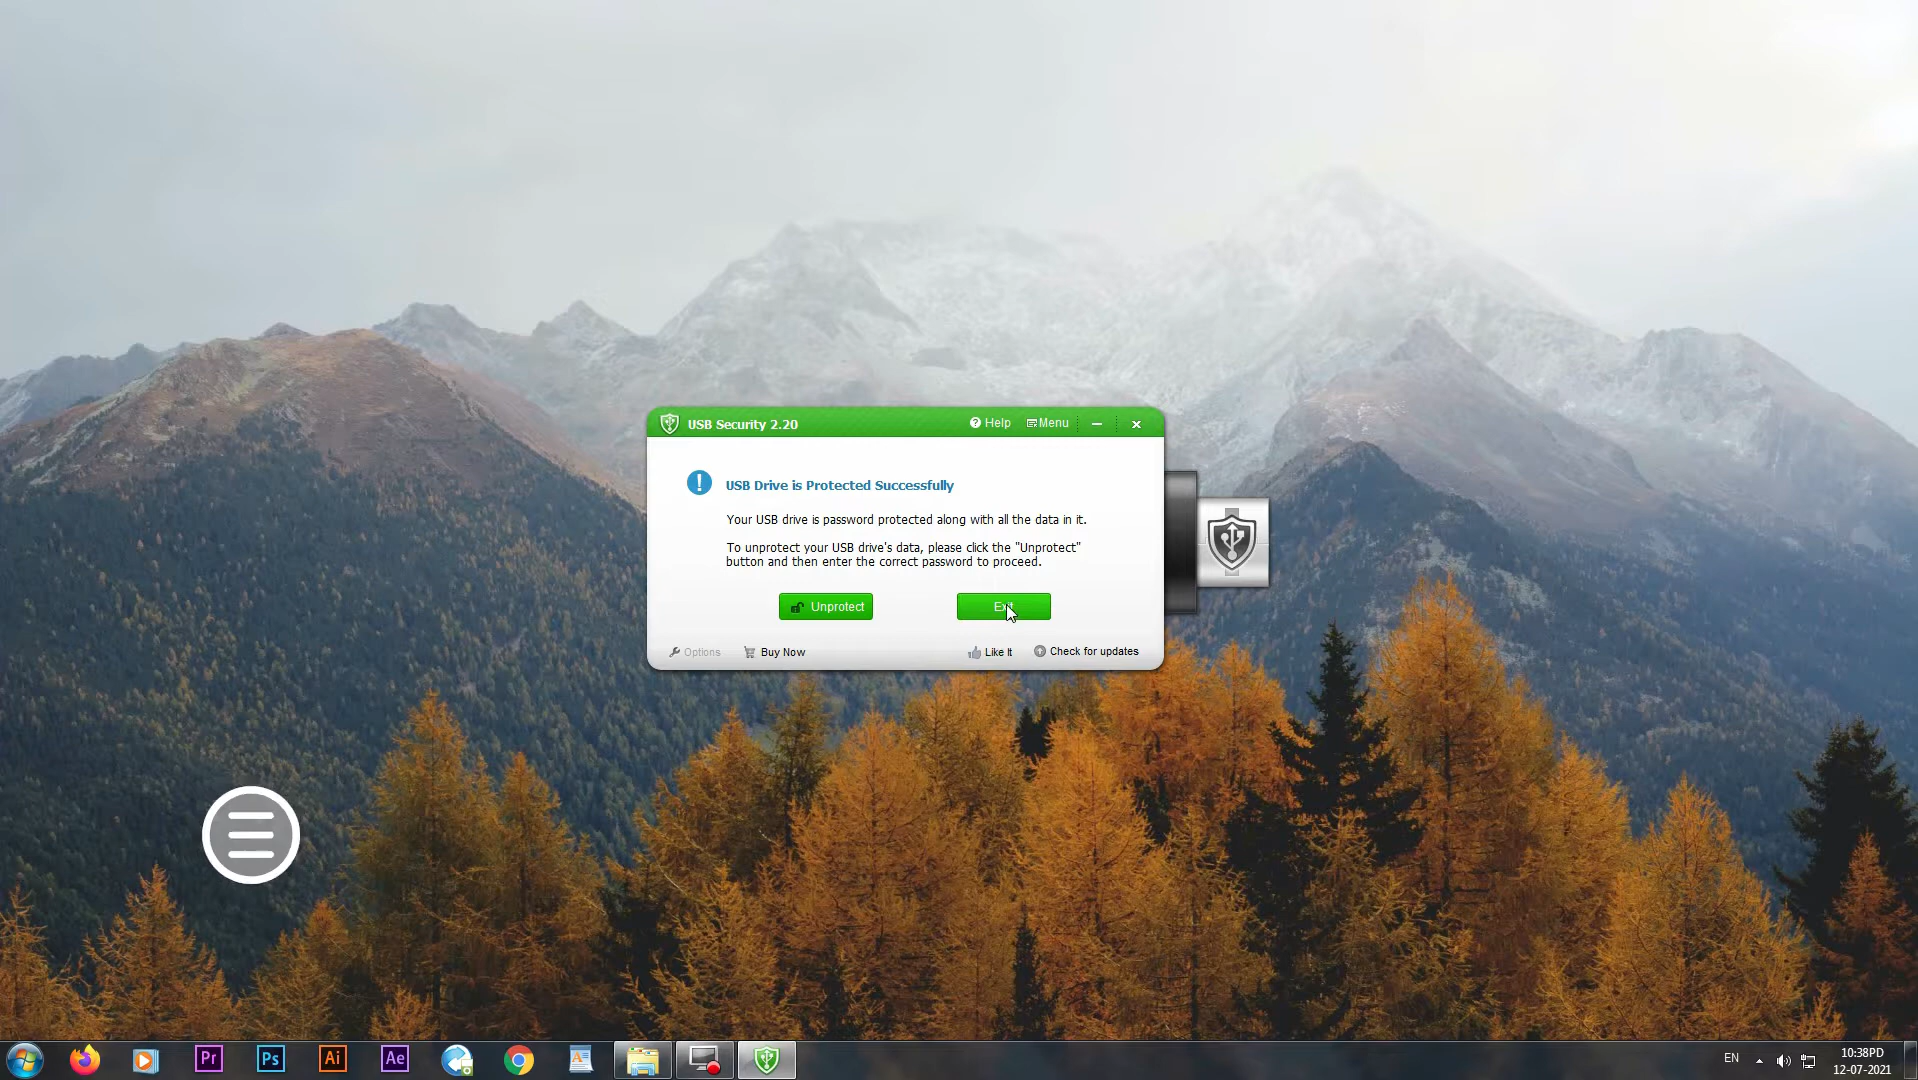 USB Security 2.20
Help
Menu
USB Drive is Protected Successfully
Your USB drive is password protected along with all the data in it.
To unprotect your USB drive's data, please click the "Unprotect"
button and then enter the correct password to proceed.
Unprotect
Exit
Options
Buy Now
Like It
Check for updates
Pr
Ps
Ai
Ae
EN
10:38PD
12-07-2021